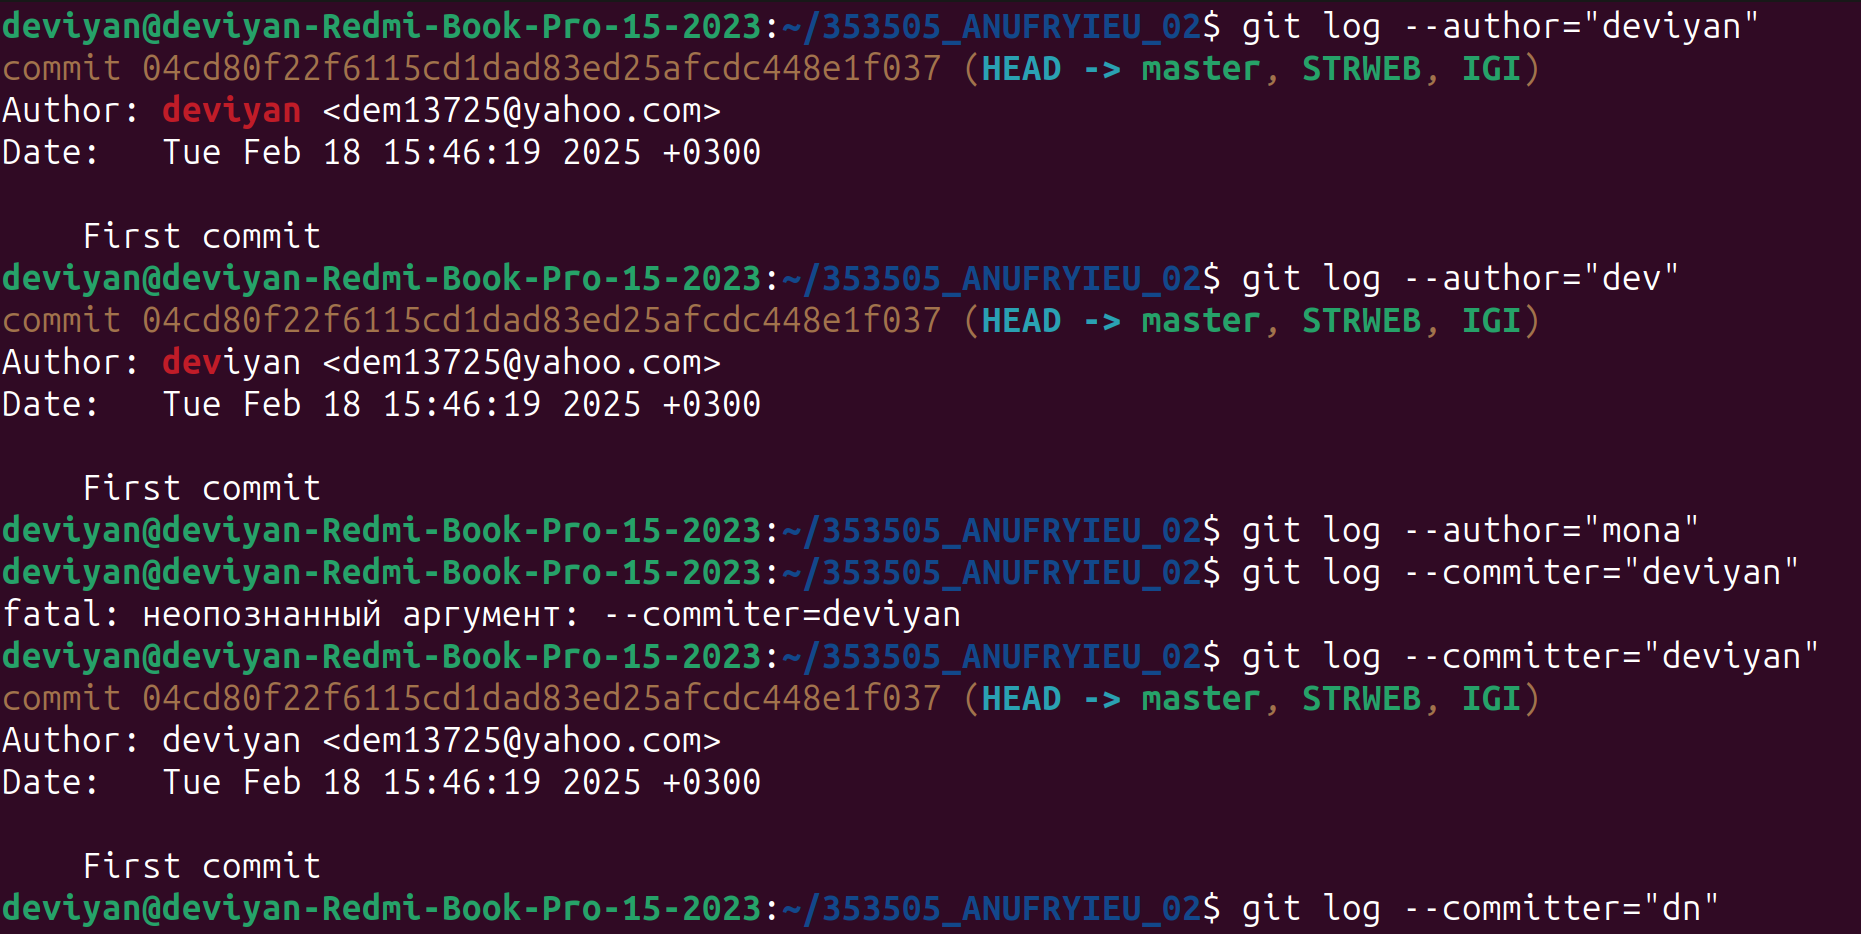 deviyan@deviyan-Redmi-Book-Pro-15-2023:~/353505_ANUFRYIEU_02$ git log --author="deviyan"
commit 04cd80f22f6115cd1dad83ed25afcdc448e1f037 (HEAD -> master, STRWEB, IGI)
Author: deviyan <dem13725@yahoo.com>
Date:   Tue Feb 18 15:46:19 2025 +0300
    First commit
deviyan@deviyan-Redmi-Book-Pro-15-2023:~/353505_ANUFRYIEU_02$ git log --author="dev"
commit 04cd80f22f6115cd1dad83ed25afcdc448e1f037 (HEAD -> master, STRWEB, IGI)
Author: deviyan <dem13725@yahoo.com>
Date:   Tue Feb 18 15:46:19 2025 +0300
    First commit
deviyan@deviyan-Redmi-Book-Pro-15-2023:~/353505_ANUFRYIEU_02$ git log --author="mona"
deviyan@deviyan-Redmi-Book-Pro-15-2023:~/353505_ANUFRYIEU_02$ git log --commiter="deviyan"
fatal: неопознанный аргумент: --commiter=deviyan
deviyan@deviyan-Redmi-Book-Pro-15-2023:~/353505_ANUFRYIEU_02$ git log --committer="deviyan"
commit 04cd80f22f6115cd1dad83ed25afcdc448e1f037 (HEAD -> master, STRWEB, IGI)
Author: deviyan <dem13725@yahoo.com>
Date:   Tue Feb 18 15:46:19 2025 +0300
    First commit
deviyan@deviyan-Redmi-Book-Pro-15-2023:~/353505_ANUFRYIEU_02$ git log --committer="dn"